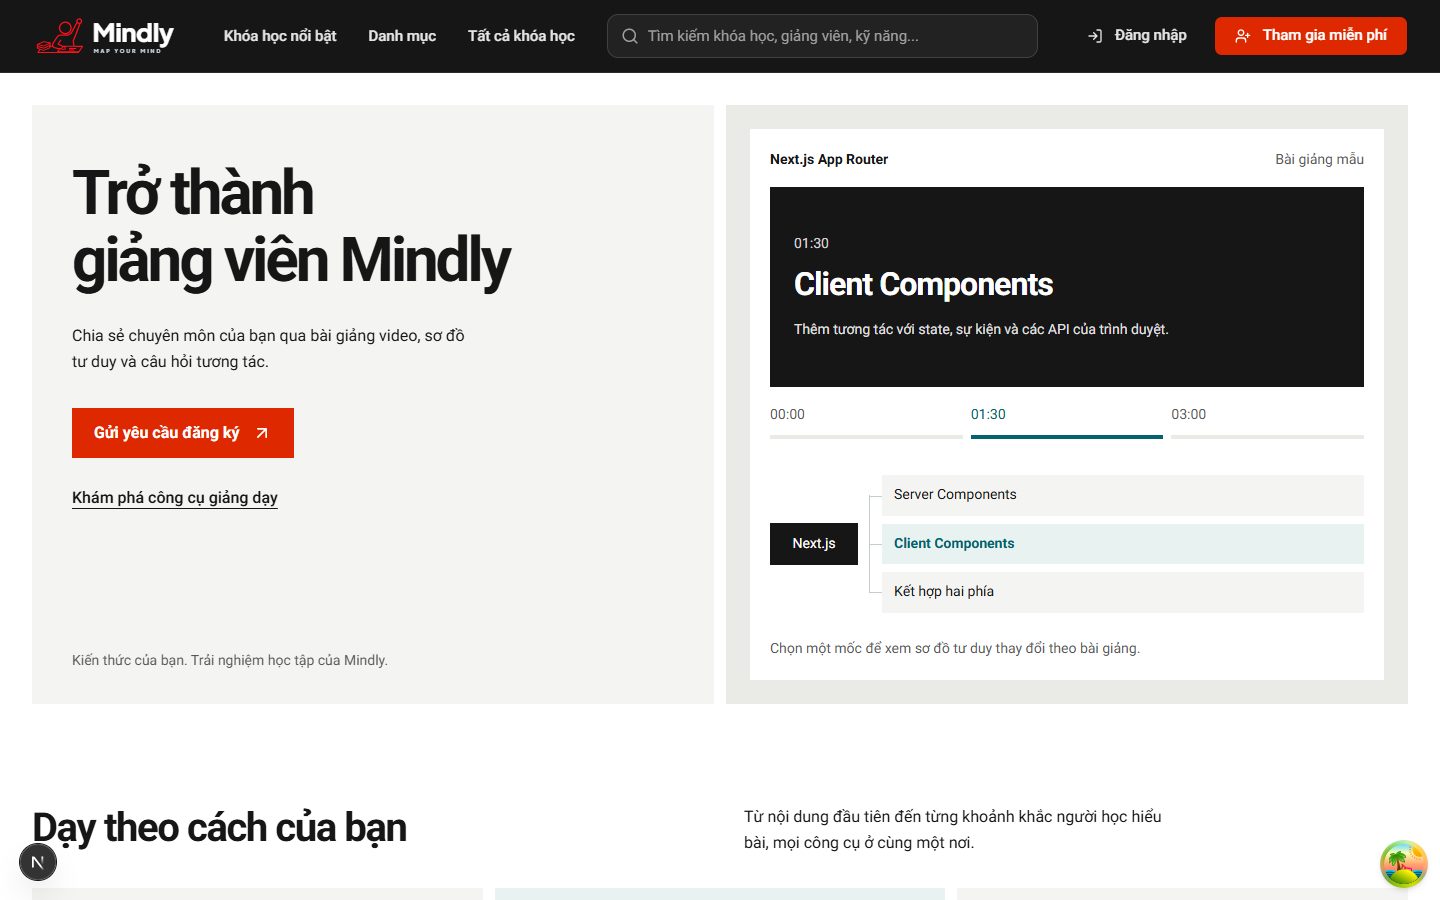 Mindly
MAP YOUR MIND
Khóa học nổi bật
Danh mục
Tất cả khóa học
Tìm kiếm khóa học, giảng viên, kỹ năng...
Đăng nhập
Tham gia miễn phí
Trở thành
giảng viên Mindly
Chia sẻ chuyên môn của bạn qua bài giảng video, sơ đồ
tư duy và câu hỏi tương tác.
Gửi yêu cầu đăng ký
Khám phá công cụ giảng dạy
Kiến thức của bạn. Trải nghiệm học tập của Mindly.
Next.js App Router
Bài giảng mẫu
01:30
Client Components
Thêm tương tác với state, sự kiện và các API của trình duyệt.
00:00
01:30
03:00
Next.js
Server Components
Client Components
Kết hợp hai phía
Chọn một mốc để xem sơ đồ tư duy thay đổi theo bài giảng.
Dạy theo cách của bạn
Từ nội dung đầu tiên đến từng khoảnh khắc người học hiểu
bài, mọi công cụ ở cùng một nơi.
N